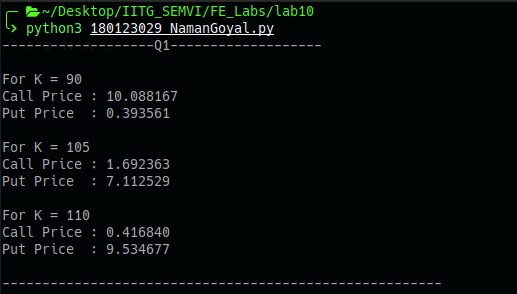 ~/Desktop/IITG_SEMVI/FE_Labs/lab10
python3 180123029_NamanGoyal.py
-------------------Q1-------------------
For K = 90
Call Price : 10.088167
Put Price  : 0.393561
For K = 105
Call Price : 1.692363
Put Price  : 7.112529
For K = 110
Call Price : 0.416840
Put Price  : 9.534677
-------------------------------------------------------